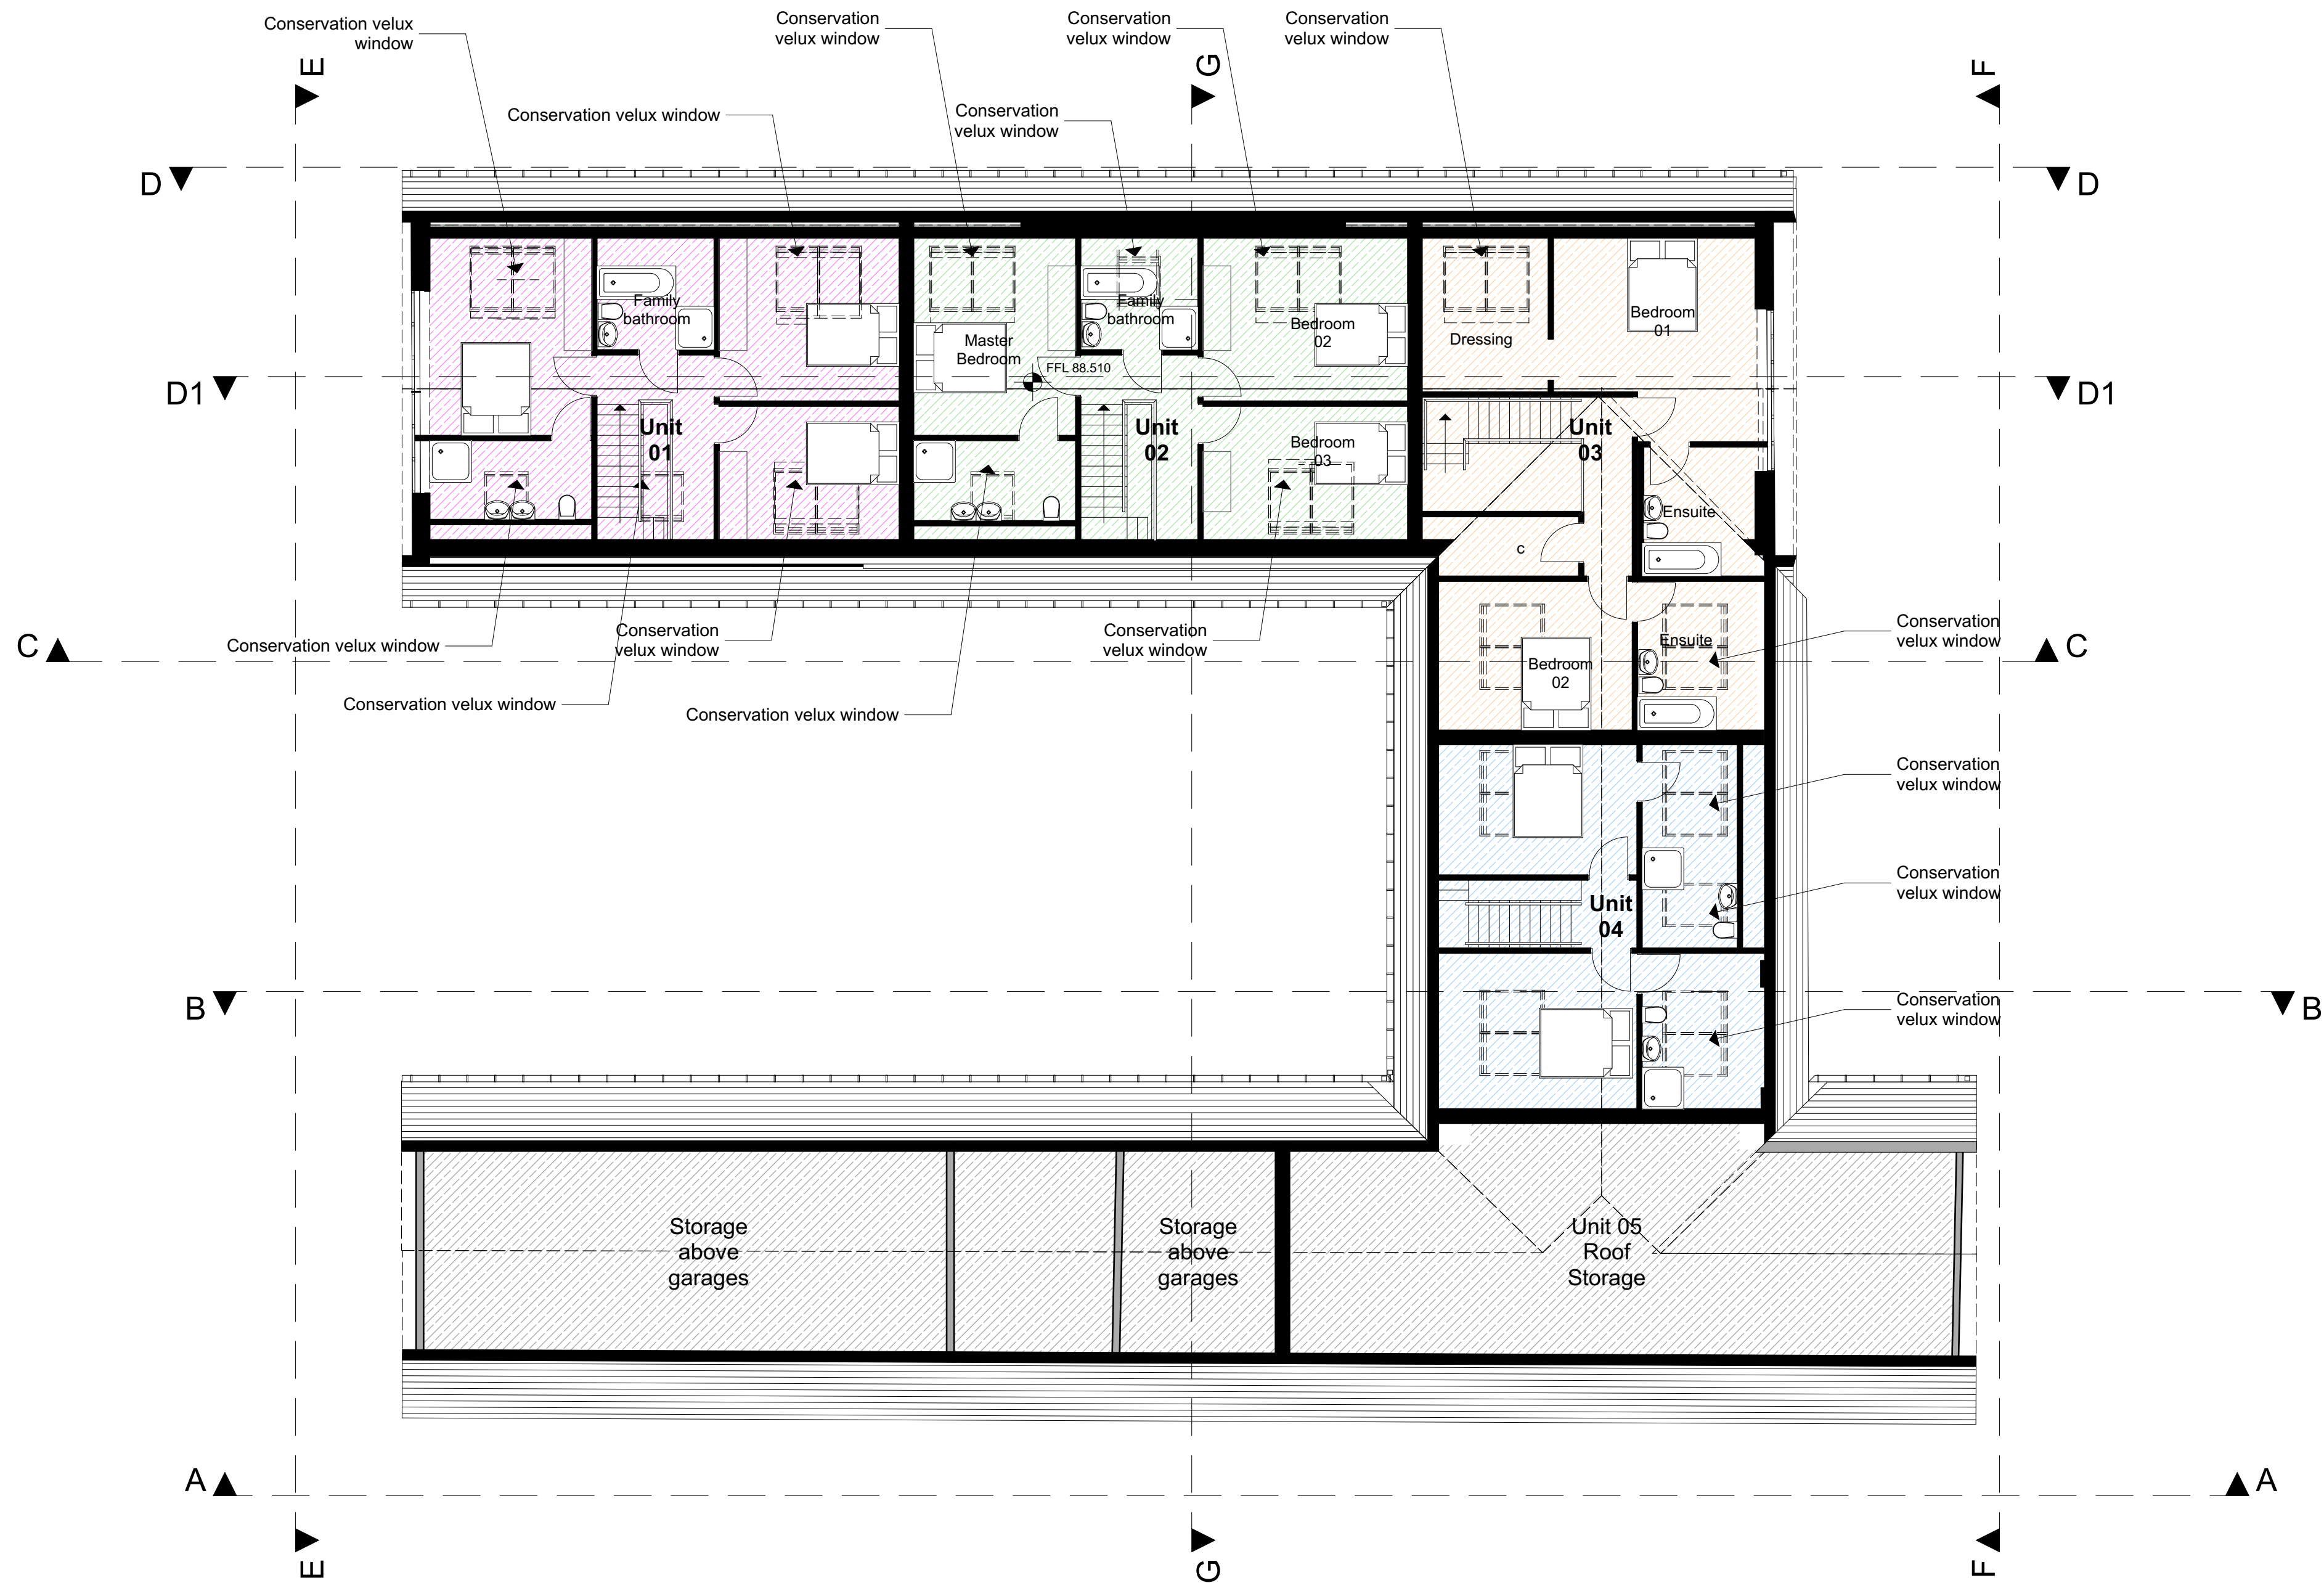 Conservation velux
window
Conservation
velux window
Conservation
velux window
Conservation
velux window
E
G
F
Conservation velux window
Conservation
velux window
D
D
Family
bathroom
Family
bathroom
Master
Bedroom
Bedroom
02
Dressing
Bedroom
01
FFL 88.510
D1
D1
Unit
01
Unit
02
Bedroom
03
Unit
03
Ensuite
c
C
Conservation velux window
Conservation
velux window
Conservation
velux window
Bedroom
02
Ensuite
Conservation
velux window
C
Conservation velux window
Conservation velux window
Conservation
velux window
Conservation
velux window
Unit
04
B
Conservation
velux window
B
Storage
above
garages
Storage
above
garages
Unit 05
Roof
Storage
A
A
E
G
F